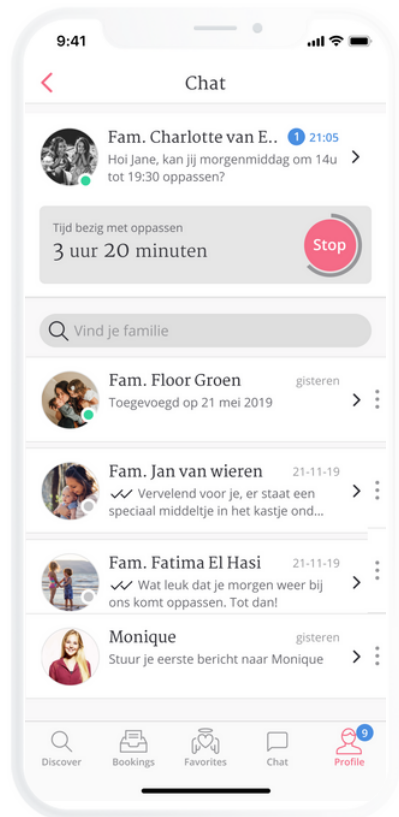 9:41
Chat
Fam. Charlotte van E.. 1 21:05
Hoi Jane, kan jij morgenmiddag om 14u
tot 19:30 oppassen?
Tijd bezig met oppassen
3 uur 20 minuten
Stop
Vind je familie
Fam. Floor Groen gisteren
Toegevoegd op 21 mei 2019
Fam. Jan van wieren 21-11-19
Vervelend voor je, er staat een
speciaal middeltje in het kastje ond...
Fam. Fatima El Hasi 21-11-19
Wat leuk dat je morgen weer bij
ons komt oppassen. Tot dan!
Monique gisteren
Stuur je eerste bericht naar Monique
9
Discover Bookings Favorites Chat Profile